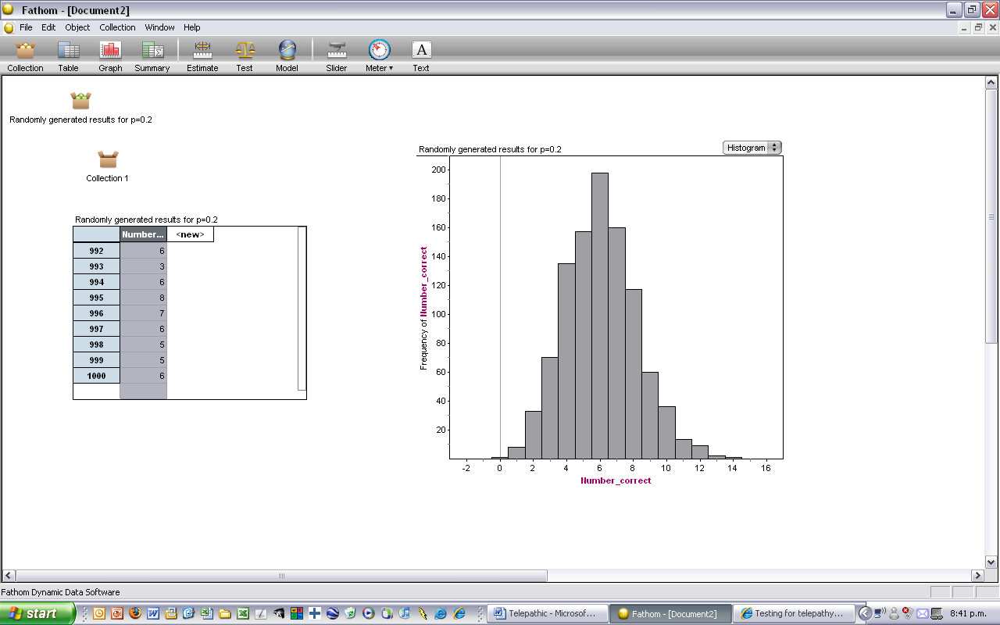 Fathom - [Document2]
File Edit Object Collection Window Help
Collection Table Graph Summary Estimate Test Model Slider Meter Text
A
Randomly generated results for p=0.2
Collection 1
Randomly generated results for p=0.2
Number... <new>
992 6
993 3
994 6
995 8
996 7
997 6
998 5
999 5
1000 6
Randomly generated results for p=0.2
Histogram
200
180
160
140
120
100
80
60
40
20
Frequency of Number_correct
-2 0 2 4 6 8 10 12 14 16
Number_correct
Fathom Dynamic Data Software
start
Telepathic - Microsof...
Fathom - [Document2]
Testing for telepathy...
8:41 p.m.